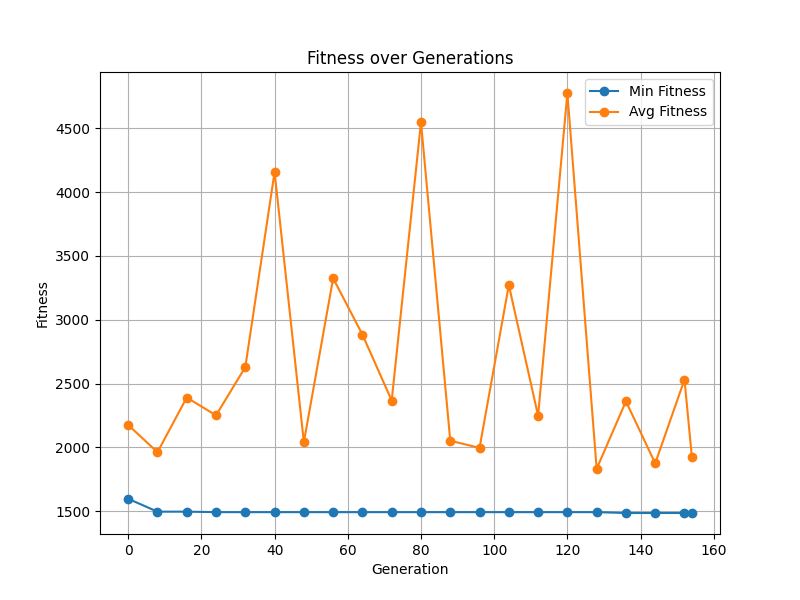 Fitness over Generations
Min Fitness
Avg Fitness
Fitness
4500
4000
3500
3000
2500
2000
1500
0 20 40 60 80 100 120 140 160
Generation